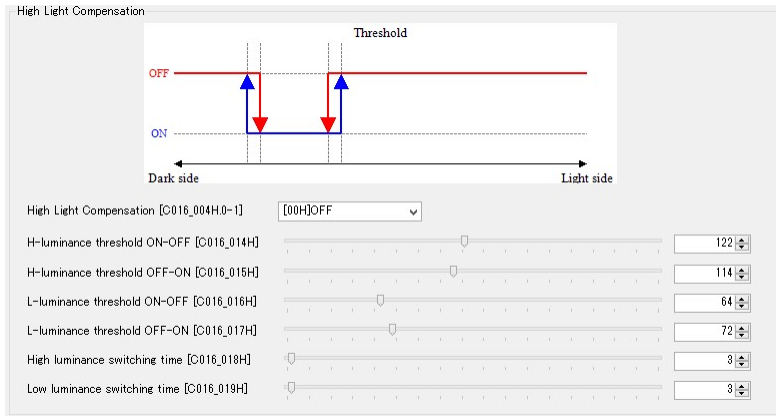 High Light Compensation
Threshold
OFF
ON
Dark side Light side
High Light Compensation [C016_004H.0-1] [00H]OFF
H-luminance threshold ON-OFF [C016_014H] 122
H-luminance threshold OFF-ON [C016_015H] 114
L-luminance threshold ON-OFF [C016_016H] 64
L-luminance threshold OFF-ON [C016_017H] 72
High luminance switching time [C016_018H] 3
Low luminance switching time [C016_019H] 3